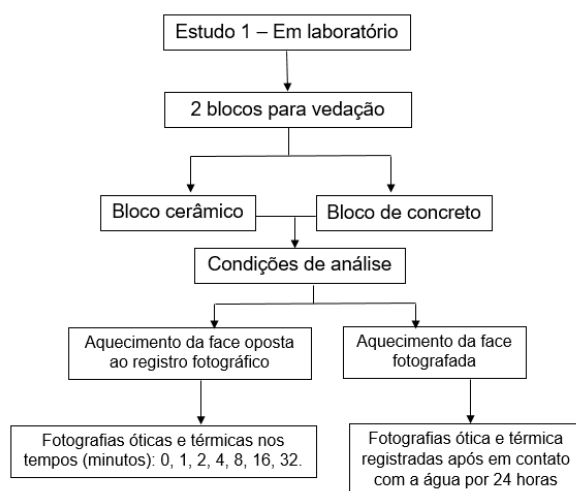 Estudo 1 – Em laboratório
2 blocos para vedação
Bloco cerâmico
Bloco de concreto
Condições de análise
Aquecimento da face oposta
ao registro fotográfico
Aquecimento da face
fotografada
Fotografias óticas e térmicas nos
tempos (minutos): 0, 1, 2, 4, 8, 16, 32.
Fotografias ótica e térmica
registradas após em contato
com a água por 24 horas